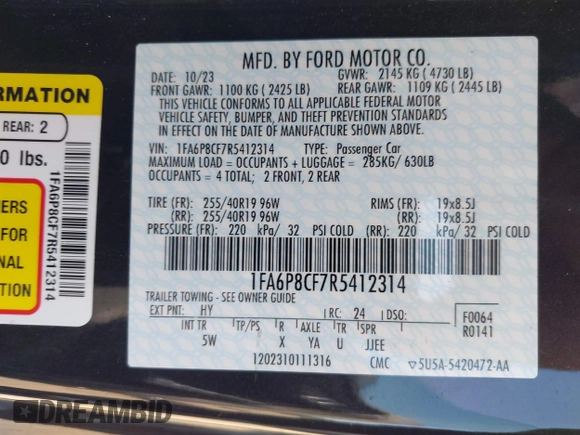 MFD. BY FORD MOTOR CO.
DATE: 10/23 GVWR: 2145 KG (4730 LB)
FRONT GAWR: 1100 KG (2425 LB) REAR GAWR: 1109 KG (2445 LB)
THIS VEHICLE CONFORMS TO ALL APPLICABLE FEDERAL MOTOR
VEHICLE SAFETY, BUMPER, AND THEFT PREVENTION STANDARDS
IN EFFECT ON THE DATE OF MANUFACTURE SHOWN ABOVE.
VIN: 1FA6P8CF7R5412314 TYPE: Passenger Car
MAXIMUM LOAD = OCCUPANTS + LUGGAGE = 285KG/ 630LB
OCCUPANTS = 4 TOTAL; 2 FRONT, 2 REAR
TIRE (FR): 255/40R19 96W RIMS (FR): 19x8.5J
(RR): 255/40R19 96W (RR): 19x8.5J
PRESSURE (FR): 220 kPa/ 32 PSI COLD (RR): 220 kPa/ 32 PSI COLD
1FA6P8CF7R5412314
TRAILER TOWING - SEE OWNER GUIDE
EXT PNT: HY RC: 24 DSO: F0064
INT TR TP/PS R AXLE TR SPR R0141
5W X YA U JJEE
1202310111316 CMC 5U5A-5420472-AA
RMATION
REAR: 2
0 lbs.
1FA6P8CF7R5412314
ERS
FOR
NAL
TION
DREAMBID